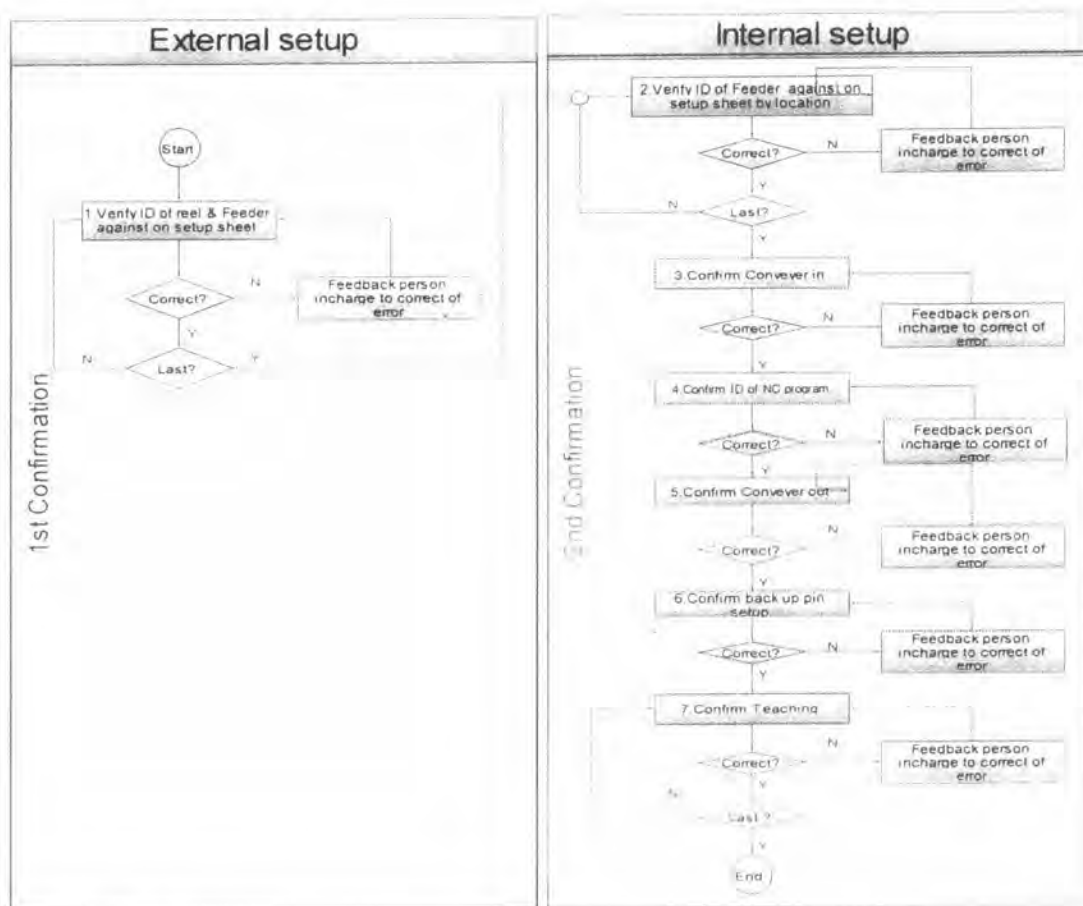 External setup
Start
1 Verify ID of reel & Feeder
against on setup sheet
Correct?
N
Feedback person
incharge to correct of
error
Y
N
Last?
Y
1st Confirmation
Internal setup
2.Verify ID of Feeder against on
setup sheet by location
Correct?
N
Feedback person
incharge to correct of
error
Y
N
Last?
Y
3.Confirm Conveyer in
Correct?
N
Feedback person
incharge to correct of
error
Y
4.Confirm ID of NC program
Correct?
N
Feedback person
incharge to correct of
error
Y
5.Confirm Conveyer out
Correct?
N
Feedback person
incharge to correct of
error
Y
6.Confirm back up pin
setup
Correct?
N
Feedback person
incharge to correct of
error
Y
7.Confirm Teaching
Correct?
N
Feedback person
incharge to correct of
error
Y
N
Last ?
Y
End
2nd Confirmation